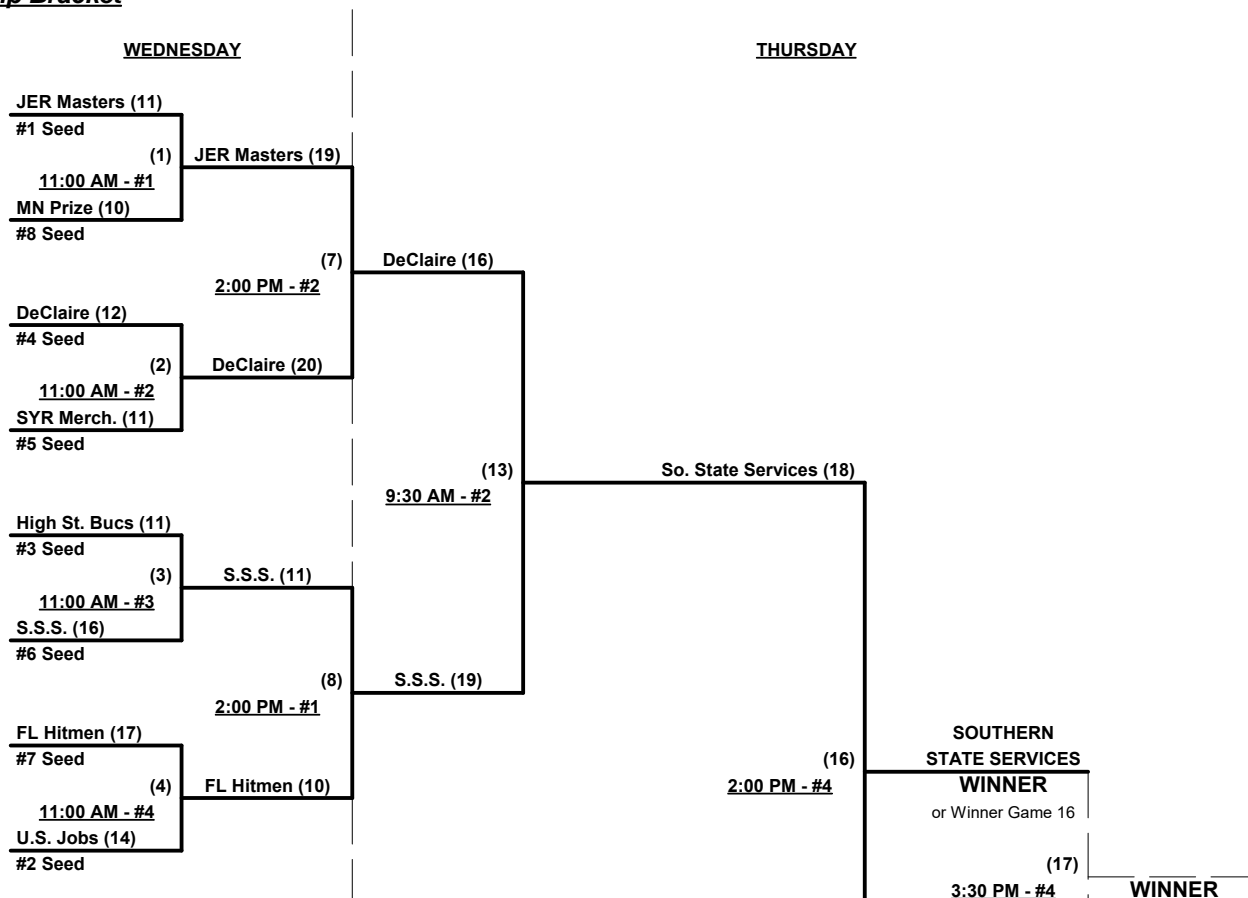 WEDNESDAY
THURSDAY
JER Masters (11)
#1 Seed
(1)
JER Masters (19)
11:00 AM - #1
MN Prize (10)
#8 Seed
(7)
DeClaire (16)
2:00 PM - #2
DeClaire (12)
#4 Seed
(2)
DeClaire (20)
11:00 AM - #2
SYR Merch. (11)
#5 Seed
(13)
So. State Services (18)
9:30 AM - #2
High St. Bucs (11)
#3 Seed
(3)
S.S.S. (11)
11:00 AM - #3
S.S.S. (16)
#6 Seed
(8)
S.S.S. (19)
2:00 PM - #1
FL Hitmen (17)
#7 Seed
(4)
FL Hitmen (10)
11:00 AM - #4
U.S. Jobs (14)
#2 Seed
(16)
2:00 PM - #4
SOUTHERN
STATE SERVICES
WINNER
or Winner Game 16
(17)
3:30 PM - #4
WINNER